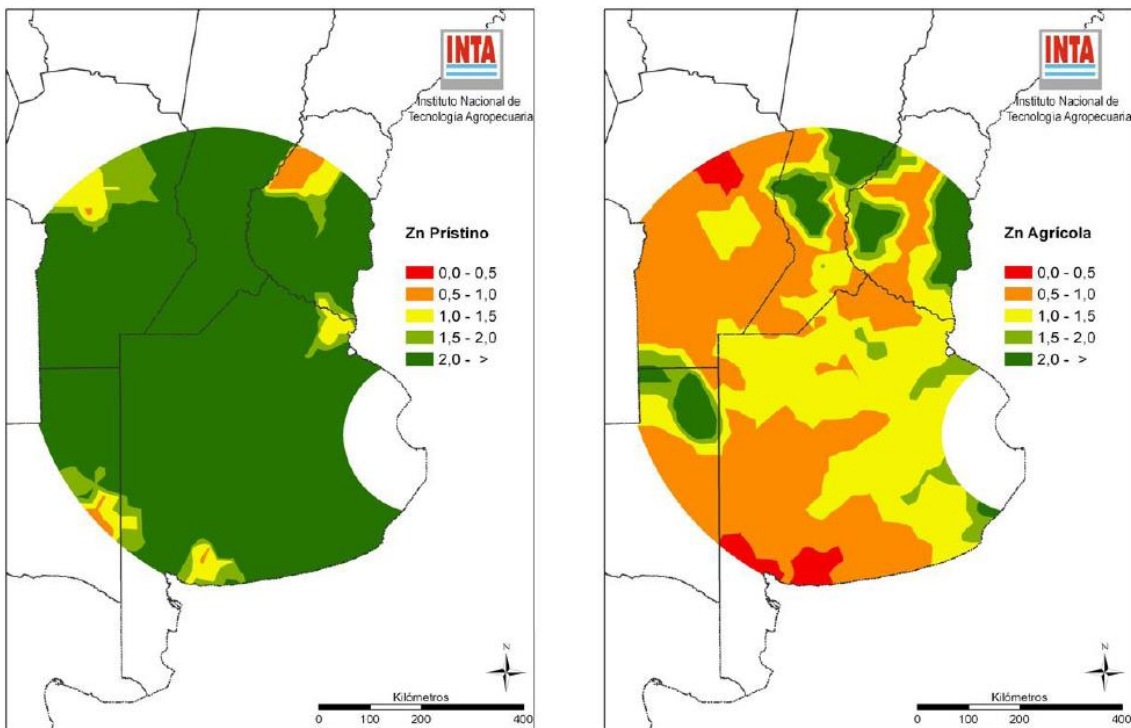 INTA
Instituto Nacional de
Tecnología Agropecuaria
Zn Pristino
0,0 - 0,5
0,5 - 1,0
1,0 - 1,5
1,5 - 2,0
2,0 - >
N
Kilómetros
0 100 200 400
INTA
Instituto Nacional de
Tecnología Agropecuaria
Zn Agrícola
0,0 - 0,5
0,5 - 1,0
1,0 - 1,5
1,5 - 2,0
2,0 - >
N
Kilómetros
0 100 200 400